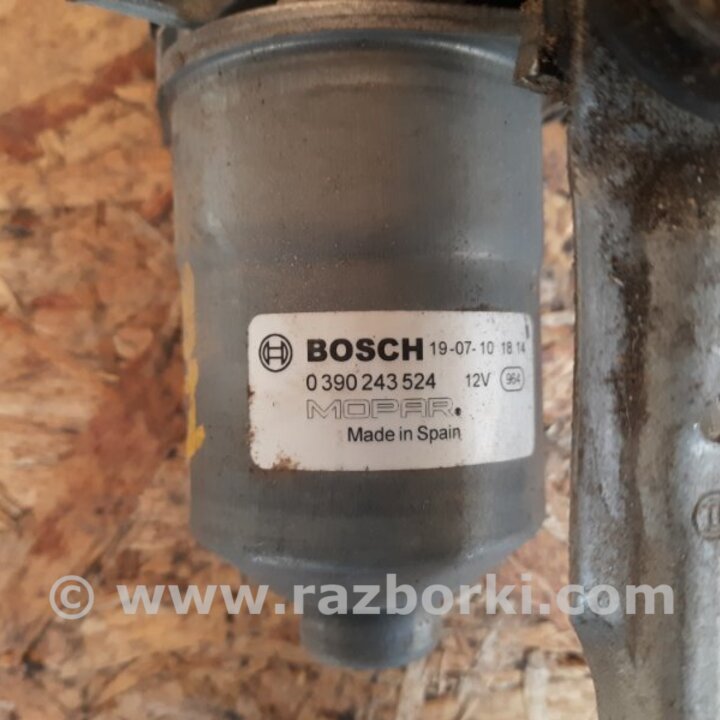 BOSCH 19-07-10 18 14
0 390 243 524 12V 964
MOPAR®
Made in Spain
© www.razborki.com